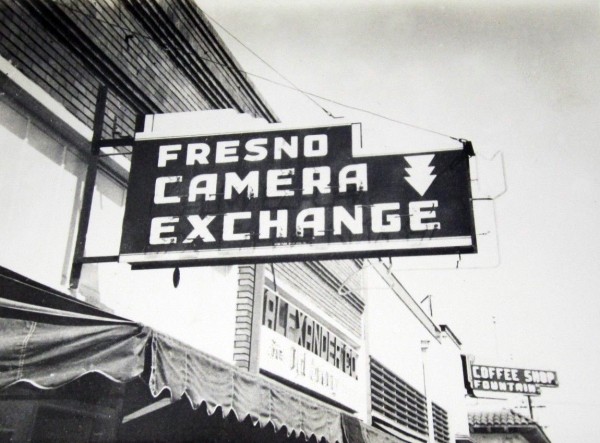 FRESNO
CAMERA
EXCHANGE
ALEXANDER CO.
COFFEE SHOP
FOUNTAIN